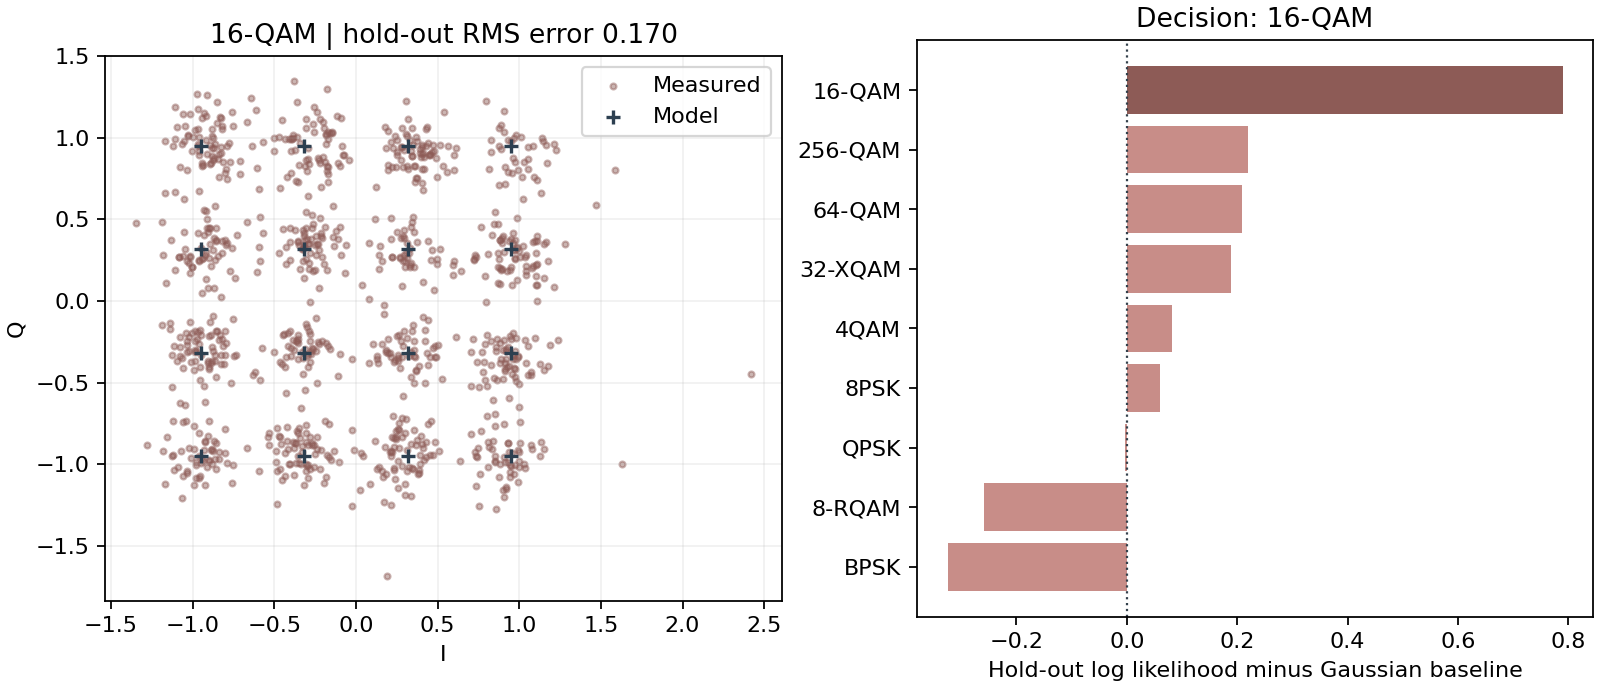 16-QAM | hold-out RMS error 0.170
Measured
Model
1.5
1.0
0.5
0.0
−0.5
−1.0
−1.5
Q
−1.5
−1.0
−0.5
0.0
0.5
1.0
1.5
2.0
2.5
I
Decision: 16-QAM
16-QAM
256-QAM
64-QAM
32-XQAM
4QAM
8PSK
QPSK
8-RQAM
BPSK
−0.2
0.0
0.2
0.4
0.6
0.8
Hold-out log likelihood minus Gaussian baseline